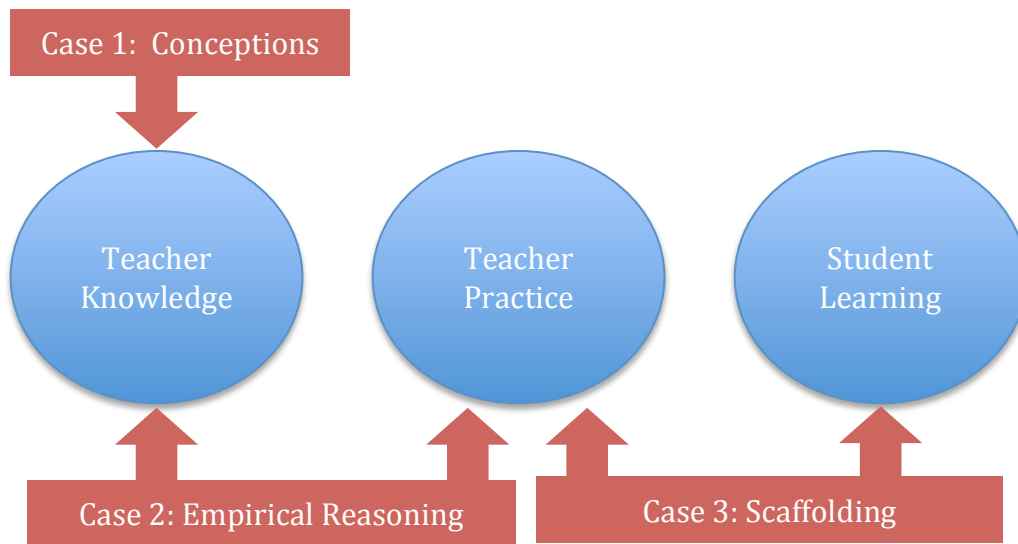 Case 1: Conceptions
Teacher
Knowledge
Teacher
Practice
Student
Learning
Case 2: Empirical Reasoning
Case 3: Scaffolding